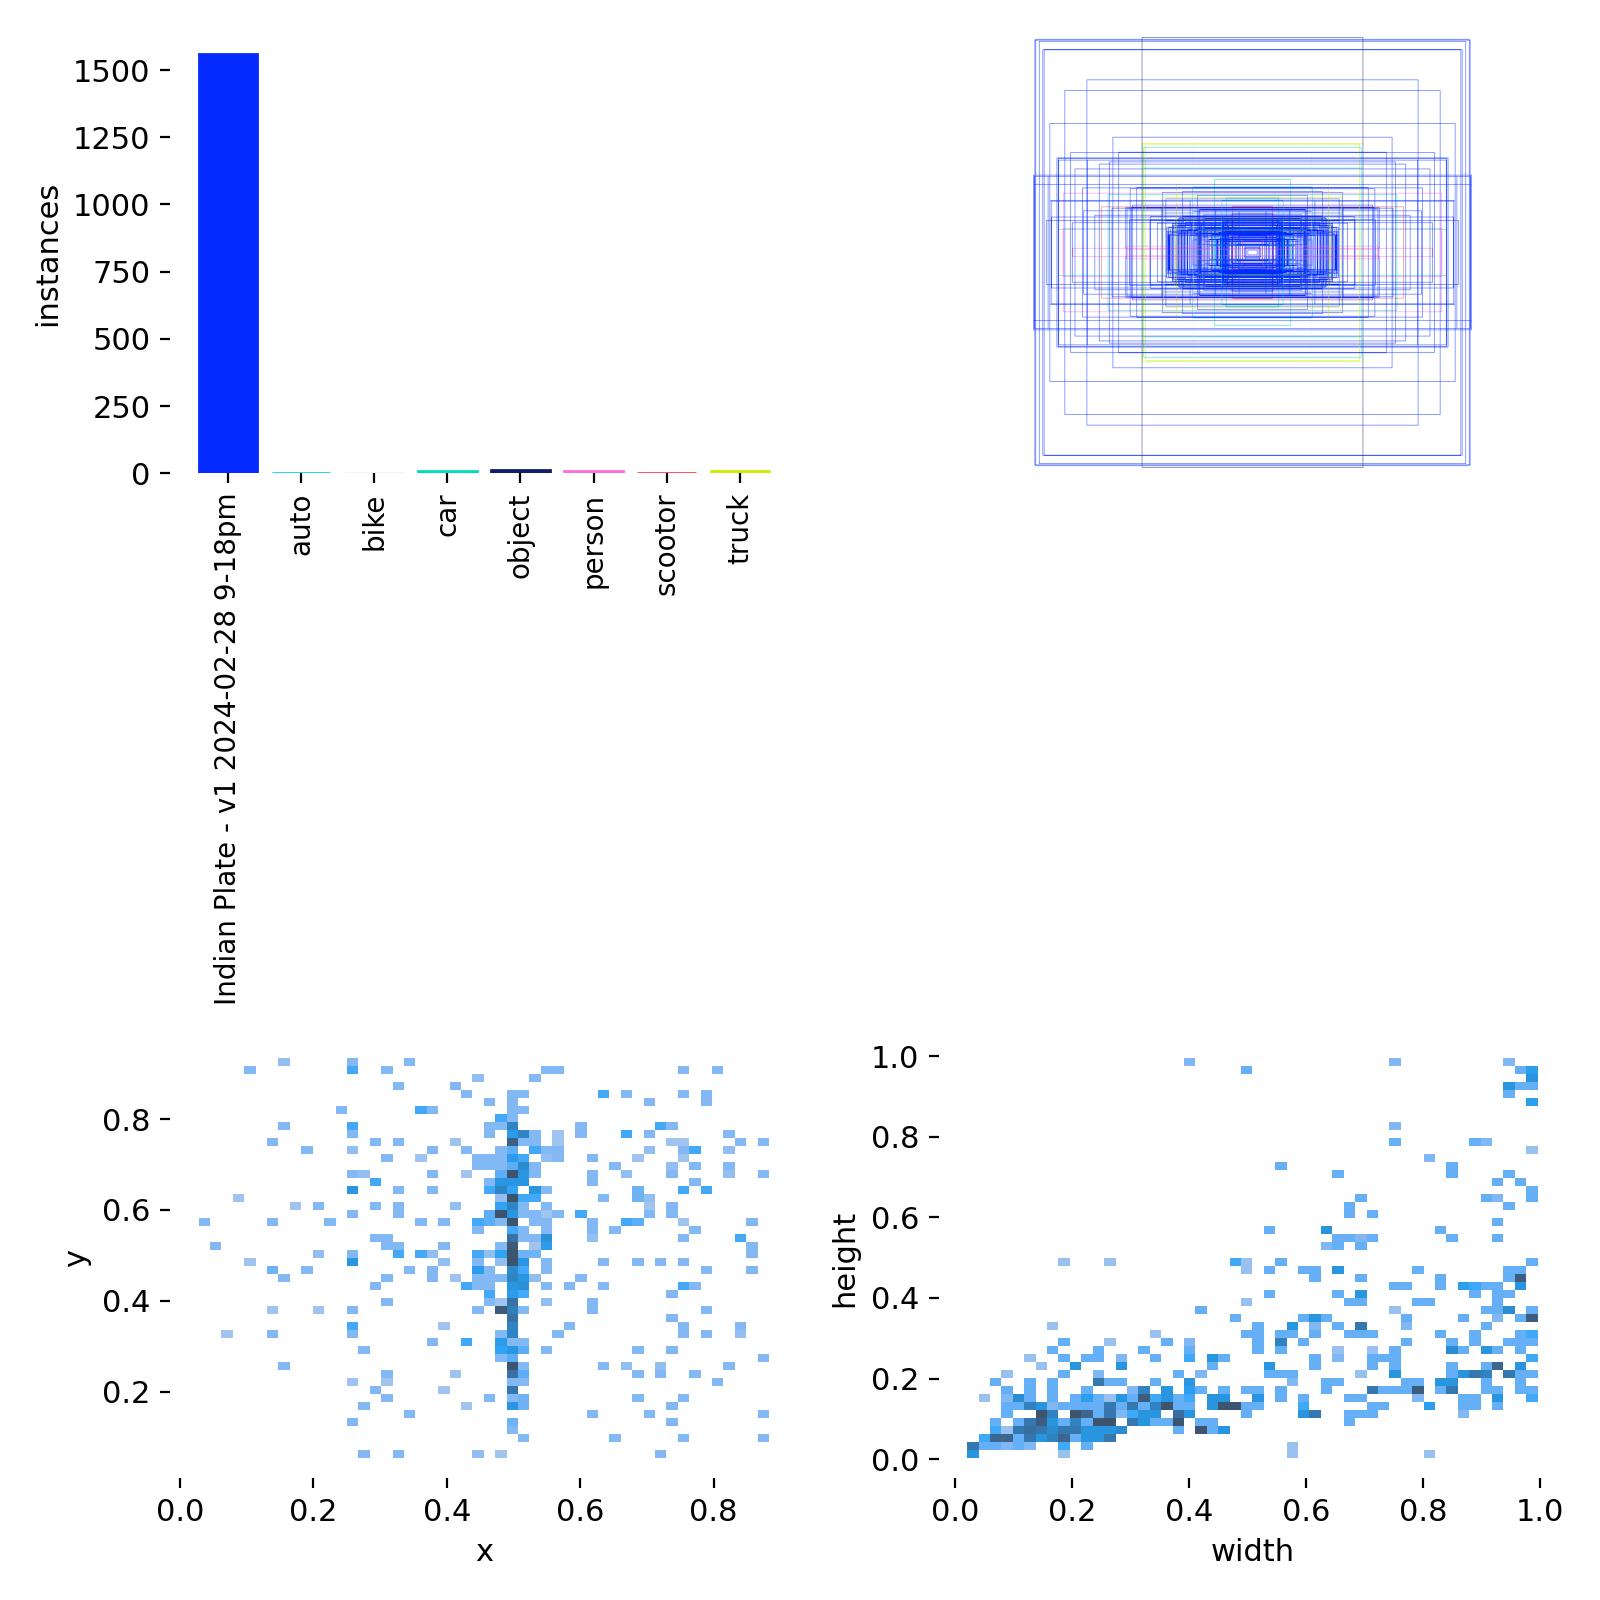 instances
1500
1250
1000
750
500
250
0
Indian Plate - v1 2024-02-28 9-18pm
auto
bike
car
object
person
scootor
truck
y
0.8
0.6
0.4
0.2
0.0 0.2 0.4 0.6 0.8
x
height
1.0
0.8
0.6
0.4
0.2
0.0
0.0 0.2 0.4 0.6 0.8 1.0
width